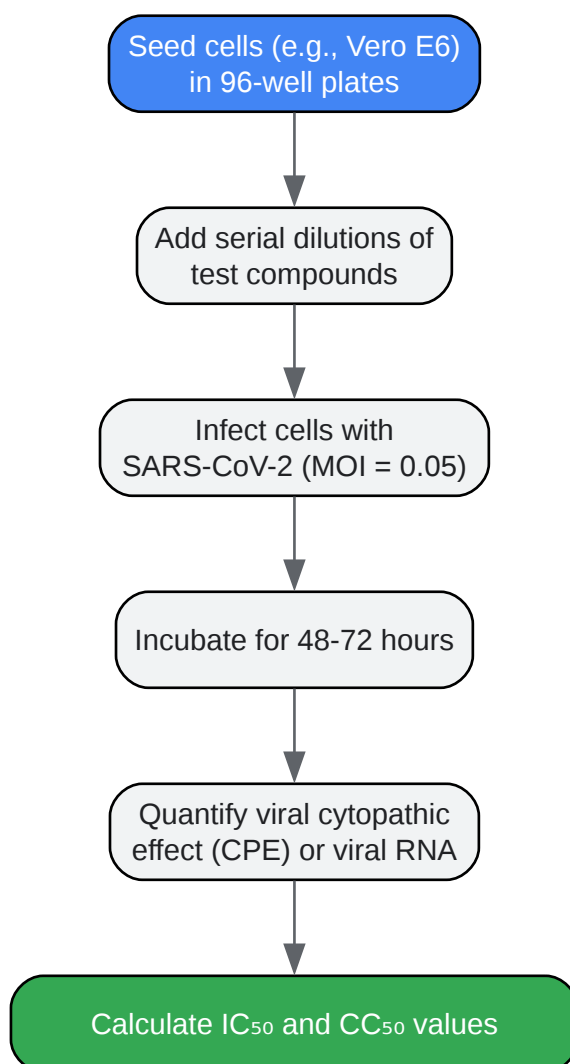 Seed cells (e.g., Vero E6)
in 96-well plates
Add serial dilutions of
test compounds
Infect cells with
SARS-CoV-2 (MOI = 0.05)
Incubate for 48-72 hours
Quantify viral cytopathic
effect (CPE) or viral RNA
Calculate IC₅₀ and CC₅₀ values